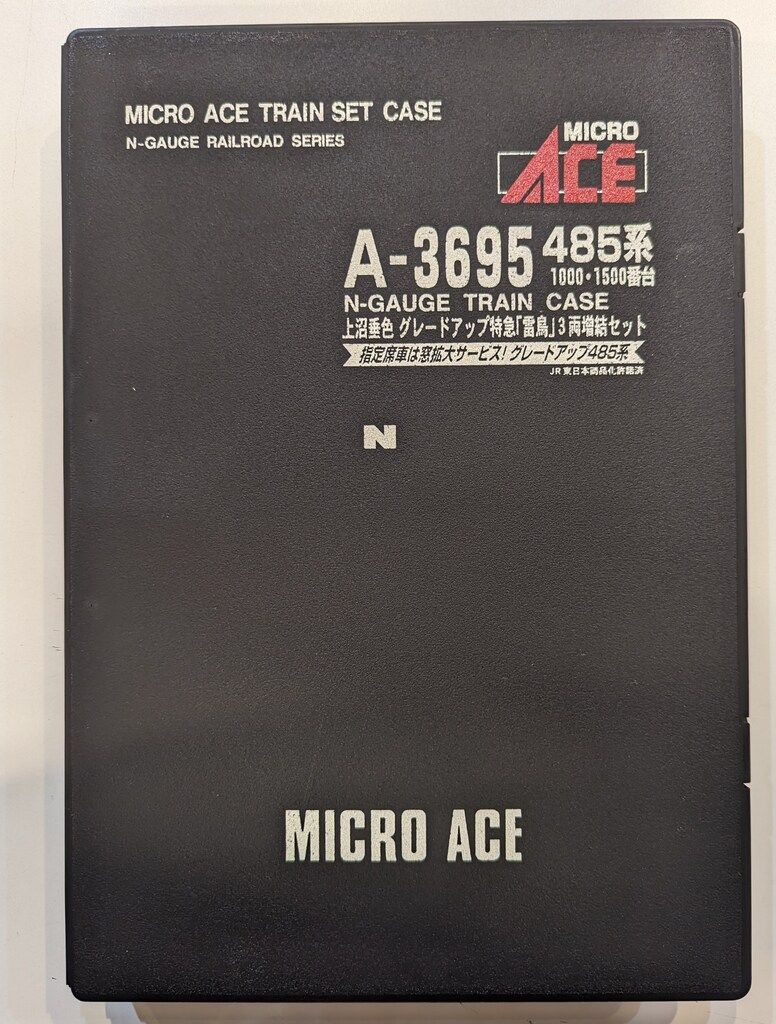 MICRO ACE TRAIN SET CASE
N-GAUGE RAILROAD SERIES
MICRO
ACE
A-3695 485系
1000・1500番台
N-GAUGE TRAIN CASE
上沼垂色 グレードアップ特急「雷鳥」3両増結セット
指定席車は窓拡大サービス! グレードアップ485系
JR東日本商品化許諾済
N
MICRO ACE